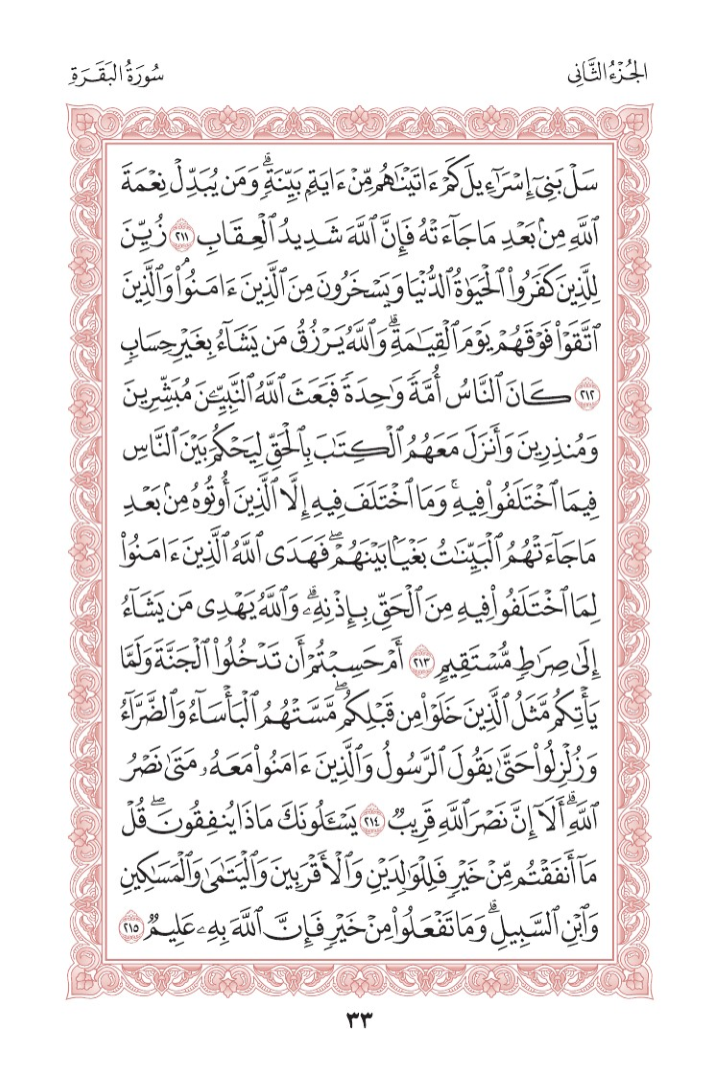 الجُزْءُ الثَّانِي
سُورَةُ البَقَرَةِ
سَلْ بَنِيٓ إِسْرَٰٓءِيلَ كَمْ ءَاتَيْنَٰهُم مِّنْ ءَايَةِۭ بَيِّنَةٖۗ وَمَن يُبَدِّلْ نِعْمَةَ
ٱللَّهِ مِنۢ بَعْدِ مَا جَآءَتْهُ فَإِنَّ ٱللَّهَ شَدِيدُ ٱلْعِقَابِ ٢١١ زُيِّنَ
لِلَّذِينَ كَفَرُواْ ٱلْحَيَوٰةُ ٱلدُّنْيَا وَيَسْخَرُونَ مِنَ ٱلَّذِينَ ءَامَنُواْۘ وَٱلَّذِينَ
ٱتَّقَوْاْ فَوْقَهُمْ يَوْمَ ٱلْقِيَٰمَةِۗ وَٱللَّهُ يَرْزُقُ مَن يَشَآءُ بِغَيْرِ حِسَابٖ
٢١٢ كَانَ ٱلنَّاسُ أُمَّةٗ وَٰحِدَةٗ فَبَعَثَ ٱللَّهُ ٱلنَّبِيِّـۧنَ مُبَشِّرِينَ
وَمُنذِرِينَ وَأَنزَلَ مَعَهُمُ ٱلْكِتَٰبَ بِٱلْحَقِّ لِيَحْكُمَ بَيْنَ ٱلنَّاسِ
فِيمَا ٱخْتَلَفُواْ فِيهِۚ وَمَا ٱخْتَلَفَ فِيهِ إِلَّا ٱلَّذِينَ أُوتُوهُ مِنۢ بَعْدِ
مَا جَآءَتْهُمُ ٱلْبَيِّنَٰتُ بَغْيَۢا بَيْنَهُمْۖ فَهَدَى ٱللَّهُ ٱلَّذِينَ ءَامَنُواْ
لِمَا ٱخْتَلَفُواْ فِيهِ مِنَ ٱلْحَقِّ بِإِذْنِهِۦۗ وَٱللَّهُ يَهْدِي مَن يَشَآءُ
إِلَىٰ صِرَٰطٖ مُّسْتَقِيمٍ ٢١٣ أَمْ حَسِبْتُمْ أَن تَدْخُلُواْ ٱلْجَنَّةَ وَلَمَّا
يَأْتِكُم مَّثَلُ ٱلَّذِينَ خَلَوْاْ مِن قَبْلِكُمۖ مَّسَّتْهُمُ ٱلْبَأْسَآءُ وَٱلضَّرَّآءُ
وَزُلْزِلُواْ حَتَّىٰ يَقُولَ ٱلرَّسُولُ وَٱلَّذِينَ ءَامَنُواْ مَعَهُۥ مَتَىٰ نَصْرُ
ٱللَّهِۗ أَلَآ إِنَّ نَصْرَ ٱللَّهِ قَرِيبٞ ٢١٤ يَسْـَٔلُونَكَ مَاذَا يُنفِقُونَۖ قُلْ
مَآ أَنفَقْتُم مِّنْ خَيْرٖ فَلِلْوَٰلِدَيْنِ وَٱلْأَقْرَبِينَ وَٱلْيَتَٰمَىٰ وَٱلْمَسَٰكِينِ
وَٱبْنِ ٱلسَّبِيلِۗ وَمَا تَفْعَلُواْ مِنْ خَيْرٖ فَإِنَّ ٱللَّهَ بِهِۦ عَلِيمٞ ٢١٥
٣٣